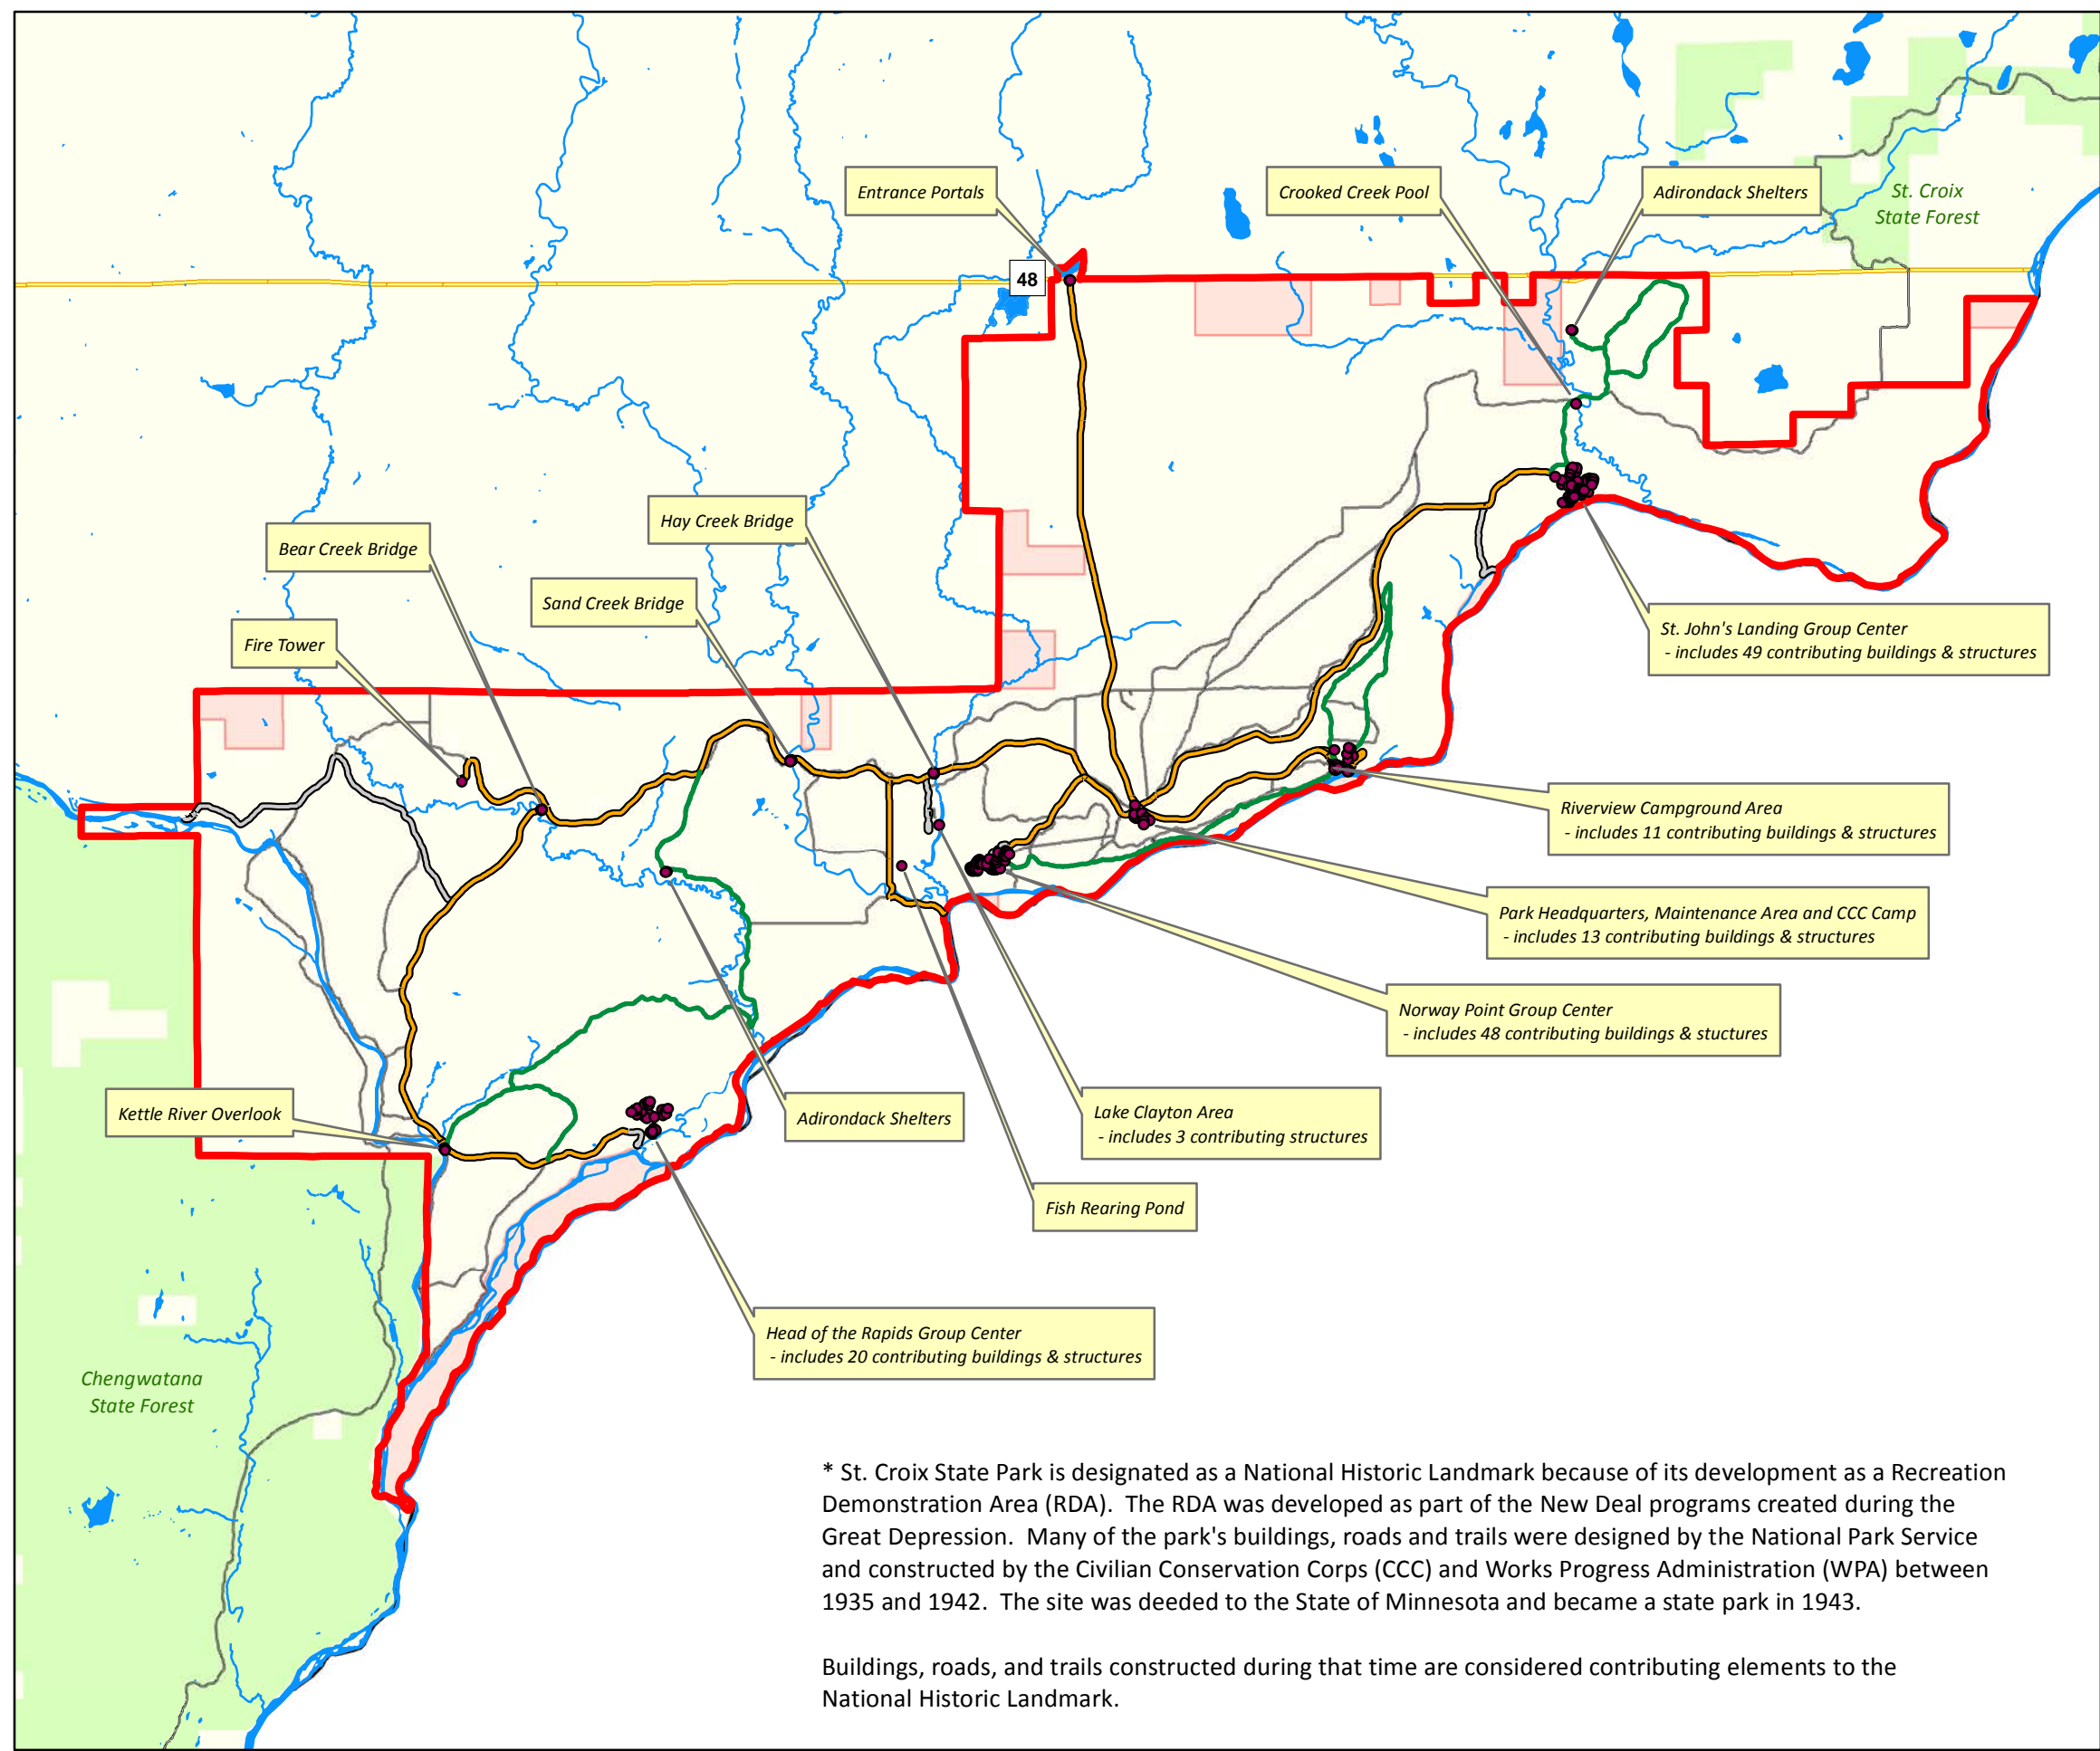 Entrance Portals
Crooked Creek Pool
Adirondack Shelters
St. Croix
State Forest
48
Hay Creek Bridge
Bear Creek Bridge
Sand Creek Bridge
Fire Tower
St. John's Landing Group Center
- includes 49 contributing buildings & structures
Riverview Campground Area
- includes 11 contributing buildings & structures
Park Headquarters, Maintenance Area and CCC Camp
- includes 13 contributing buildings & structures
Norway Point Group Center
- includes 48 contributing buildings & stuctures
Kettle River Overlook
Adirondack Shelters
Lake Clayton Area
- includes 3 contributing structures
Fish Rearing Pond
Head of the Rapids Group Center
- includes 20 contributing buildings & structures
Chengwatana
State Forest
* St. Croix State Park is designated as a National Historic Landmark because of its development as a Recreation
Demonstration Area (RDA).  The RDA was developed as part of the New Deal programs created during the
Great Depression.  Many of the park's buildings, roads and trails were designed by the National Park Service
and constructed by the Civilian Conservation Corps (CCC) and Works Progress Administration (WPA) between
1935 and 1942.  The site was deeded to the State of Minnesota and became a state park in 1943.
Buildings, roads, and trails constructed during that time are considered contributing elements to the
National Historic Landmark.